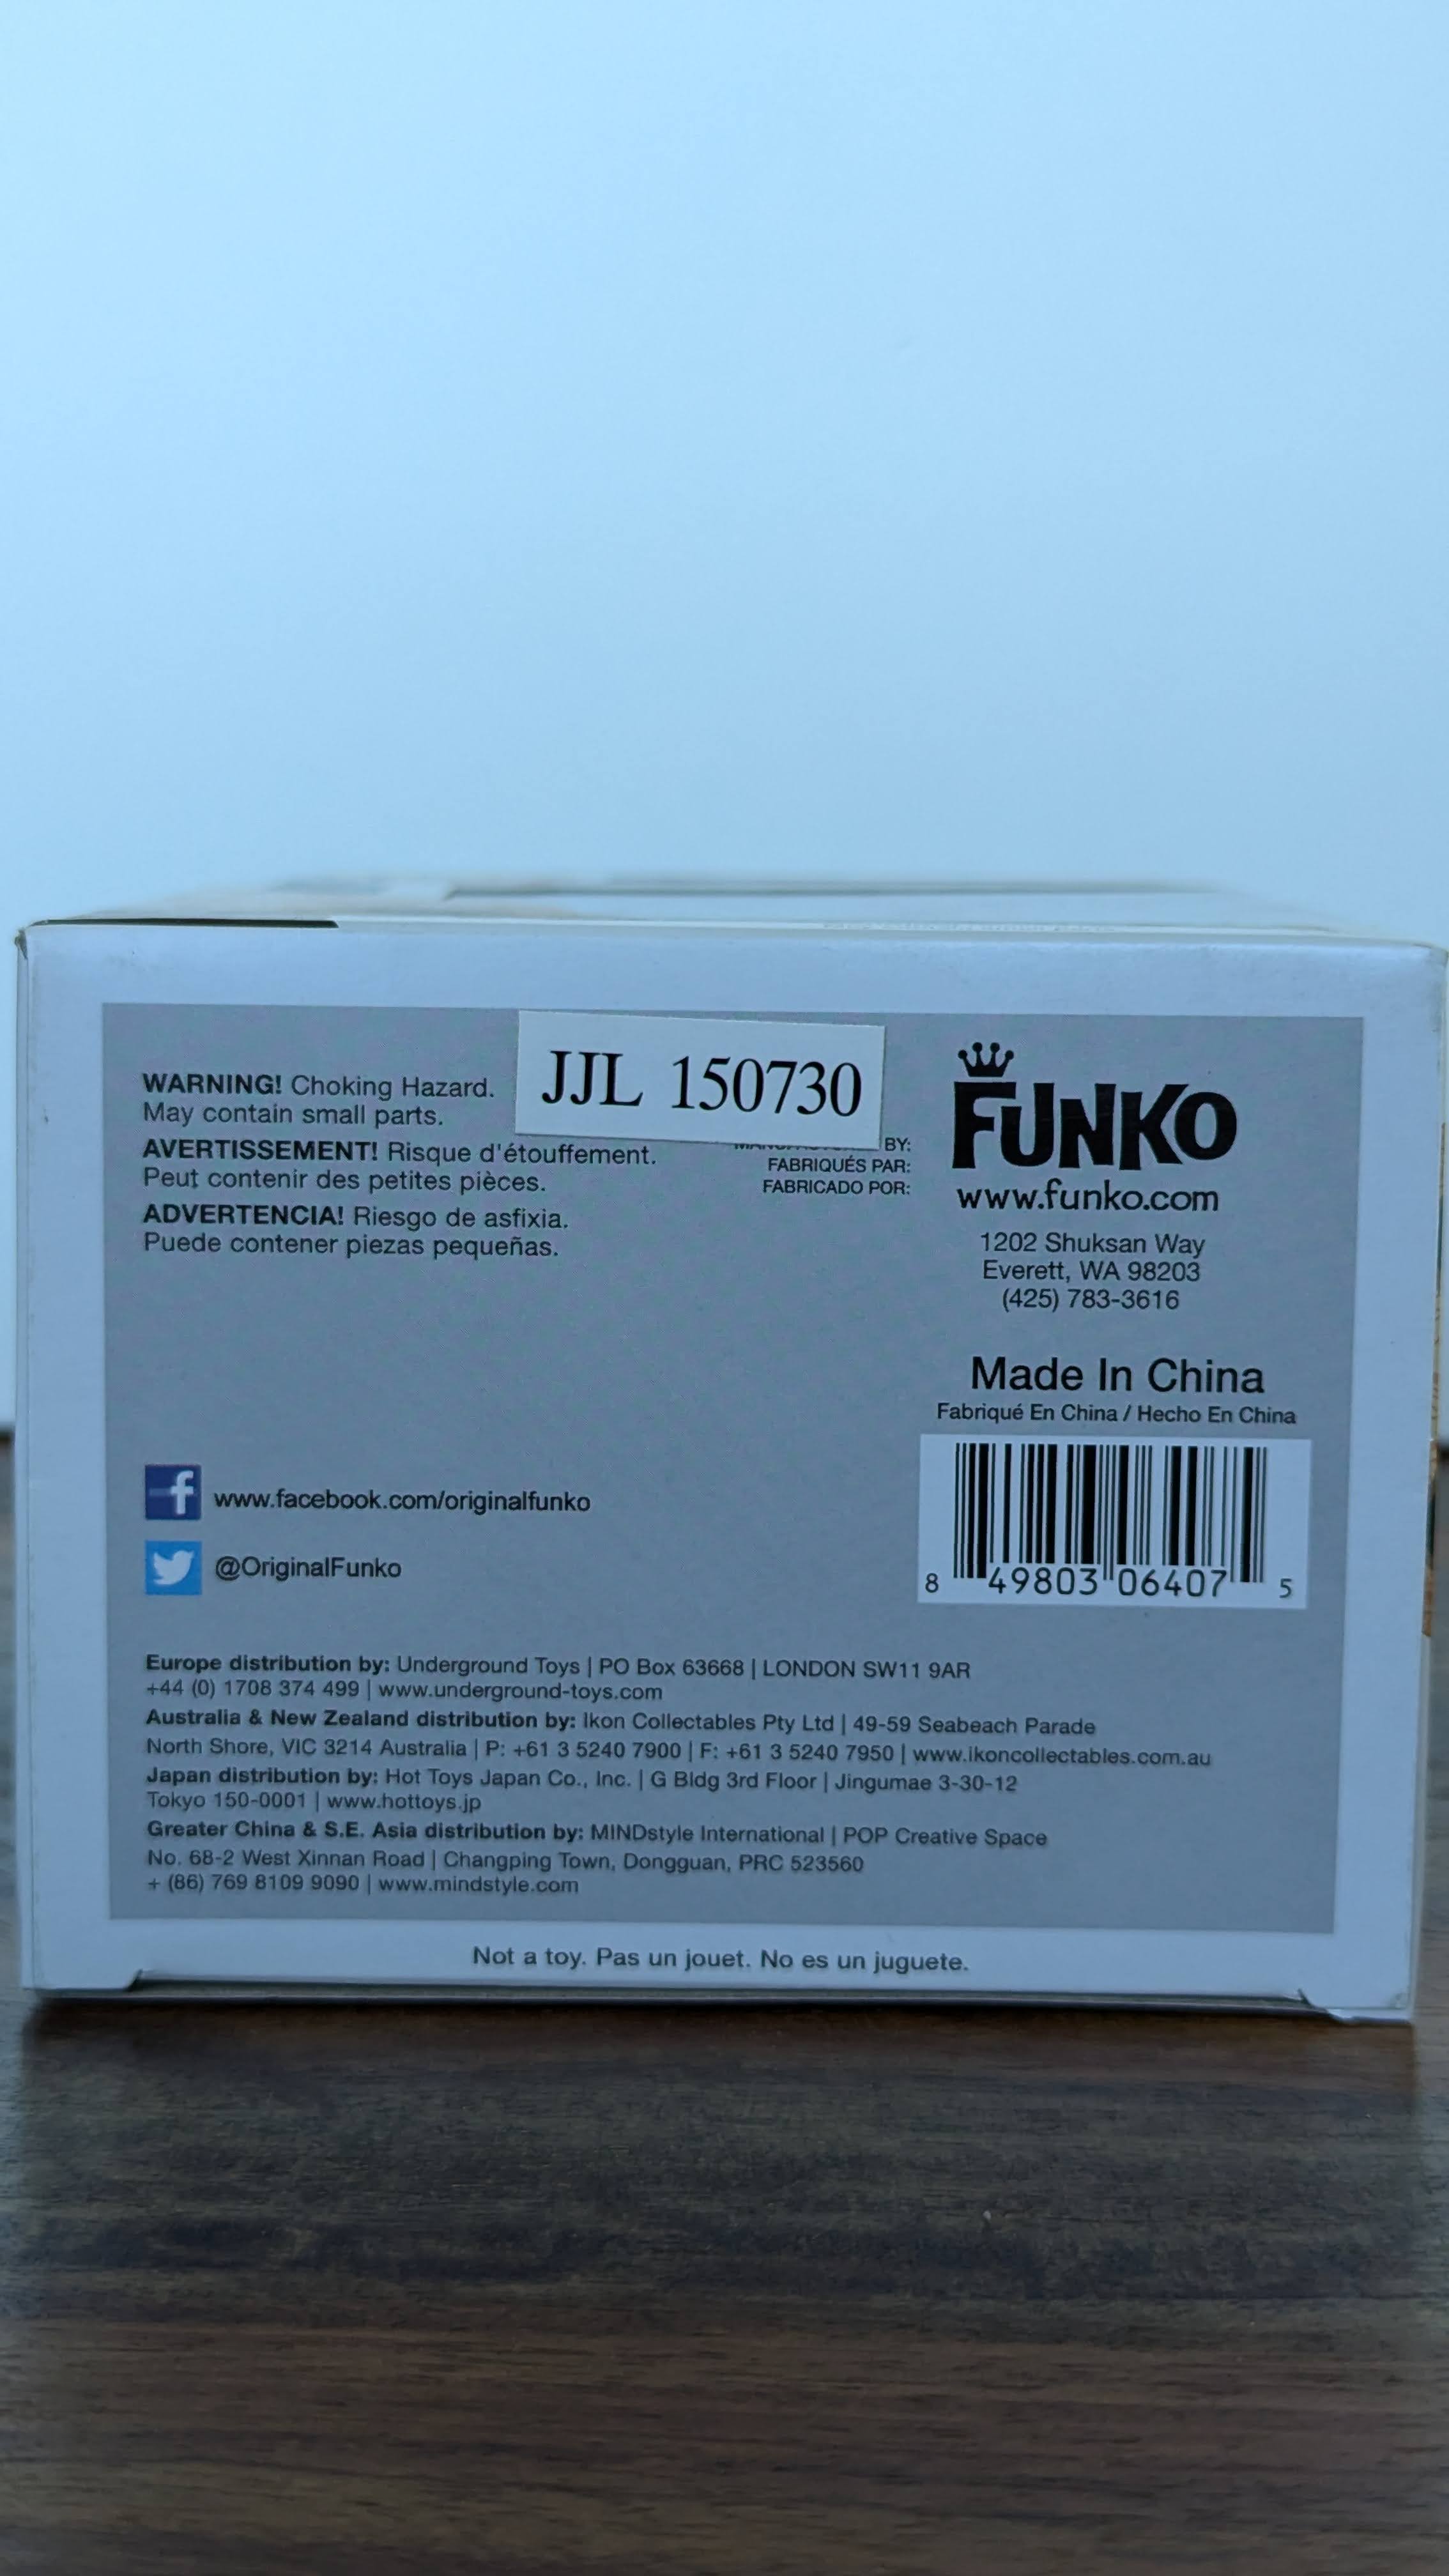 JJL 150730
WARNING! Choking Hazard.
May contain small parts.
AVERTISSEMENT! Risque d'étouffement.
Peut contenir des petites pièces.
ADVERTENCIA! Riesgo de asfixia.
Puede contener piezas pequeñas.
BY:
FABRIQUÉS PAR:
FABRICADO POR:
FUNKO
www.funko.com
1202 Shuksan Way
Everett, WA 98203
(425) 783-3616
Made In China
Fabriqué En China / Hecho En China
8 49803 06407 5
f www.facebook.com/originalfunko
@OriginalFunko
Europe distribution by: Underground Toys | PO Box 63668 | LONDON SW11 9AR
+44 (0) 1708 374 499 | www.underground-toys.com
Australia & New Zealand distribution by: Ikon Collectables Pty Ltd | 49-59 Seabeach Parade
North Shore, VIC 3214 Australia | P: +61 3 5240 7900 | F: +61 3 5240 7950 | www.ikoncollectables.com.au
Japan distribution by: Hot Toys Japan Co., Inc. | G Bldg 3rd Floor | Jingumae 3-30-12
Tokyo 150-0001 | www.hottoys.jp
Greater China & S.E. Asia distribution by: MINDstyle International | POP Creative Space
No. 68-2 West Xinnan Road | Changping Town, Dongguan, PRC 523560
+ (86) 769 8109 9090 | www.mindstyle.com
Not a toy. Pas un jouet. No es un juguete.